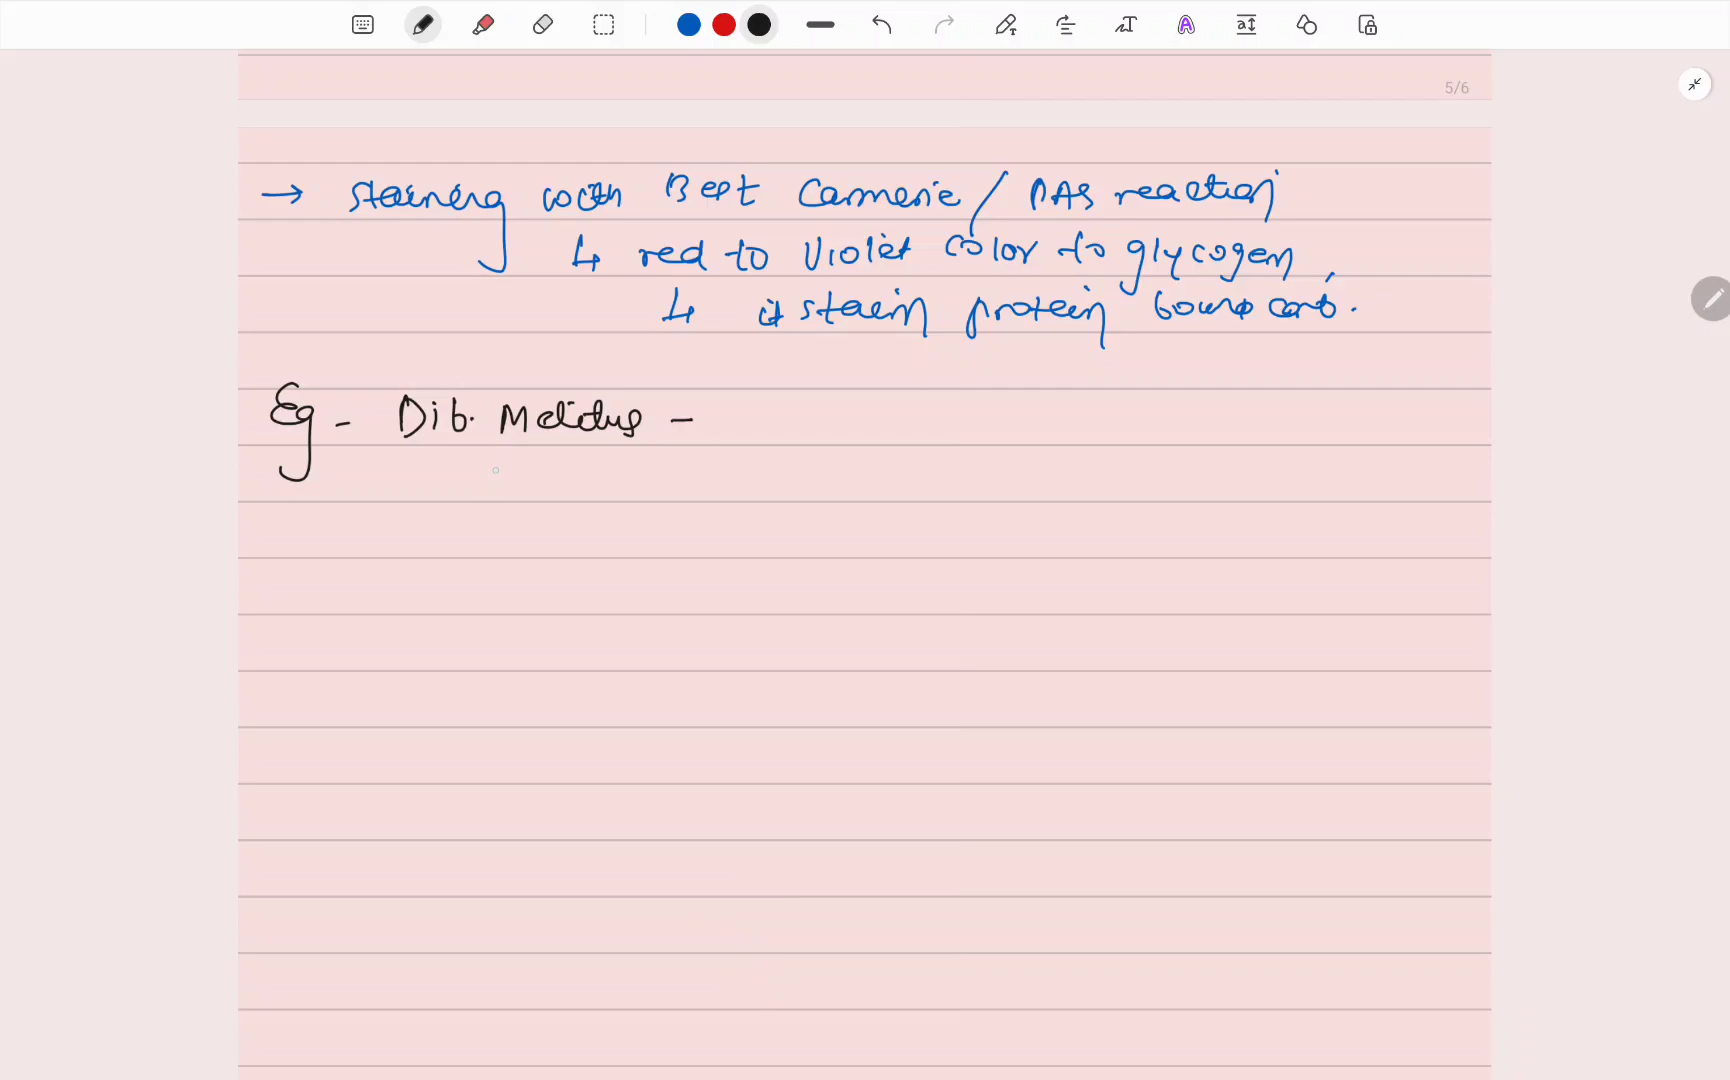 5/6
→ staining with Best Carmine / PAS reaction
↳ red to Violet color to glycogen,
↳ it stain protein bound carb.
Eg - Dib. Melitus -